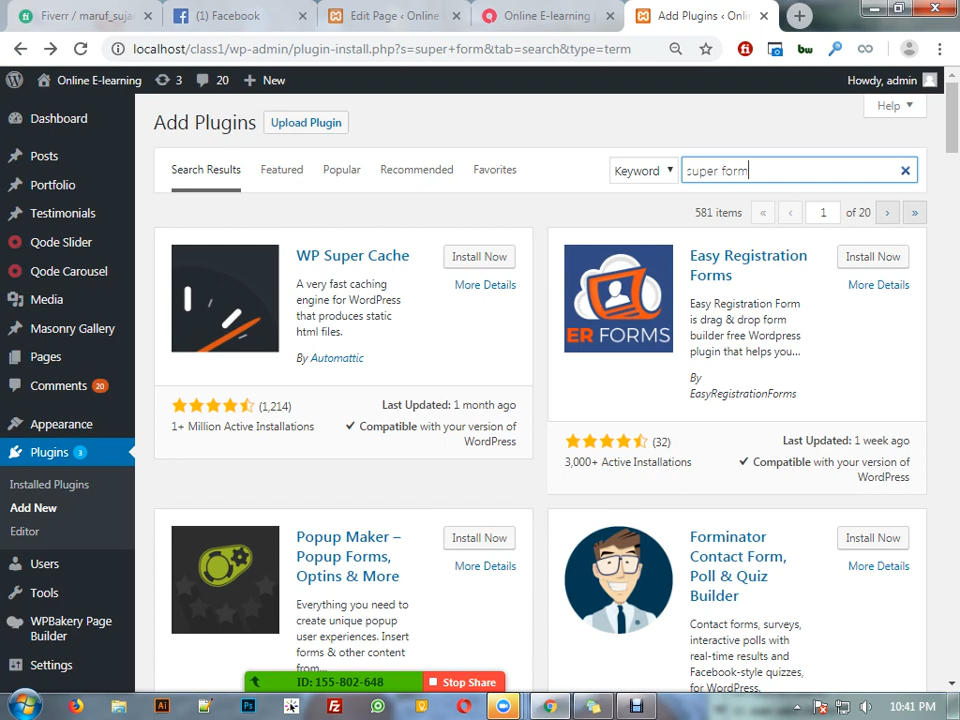 Fiverr / maruf_suja
(1) Facebook
Edit Page ‹ Online
Online E-learning |
Add Plugins ‹ Onli
localhost/class1/wp-admin/plugin-install.php?s=super+form&tab=search&type=term
bw
Online E-learning 3 20 New
Howdy, admin
Help
Add Plugins Upload Plugin
Search Results Featured Popular Recommended Favorites
Keyword super form
581 items « ‹ 1 of 20 › »
Dashboard
Posts
Portfolio
Testimonials
Qode Slider
Qode Carousel
Media
Masonry Gallery
Pages
Comments 20
Appearance
Plugins 3
Installed Plugins
Add New
Editor
Users
Tools
WPBakery Page
Builder
Settings
WP Super Cache
Install Now
More Details
A very fast caching
engine for WordPress
that produces static
html files.
By Automattic
(1,214)
1+ Million Active Installations
Last Updated: 1 month ago
Compatible with your version of
WordPress
ER FORMS
Easy Registration
Forms
Install Now
More Details
Easy Registration Form
is drag & drop form
builder free Wordpress
plugin that helps you...
By
EasyRegistrationForms
(32)
3,000+ Active Installations
Last Updated: 1 week ago
Compatible with your version of
WordPress
Popup Maker –
Popup Forms,
Optins & More
Install Now
More Details
Everything you need to
create unique popup
user experiences. Insert
forms & other content
from...
Forminator
Contact Form,
Poll & Quiz
Builder
Install Now
More Details
Contact forms, surveys,
interactive polls with
real-time results and
Facebook-style quizzes,
for WordPress.
ID: 155-802-648
Stop Share
Ai
Ps
10:41 PM